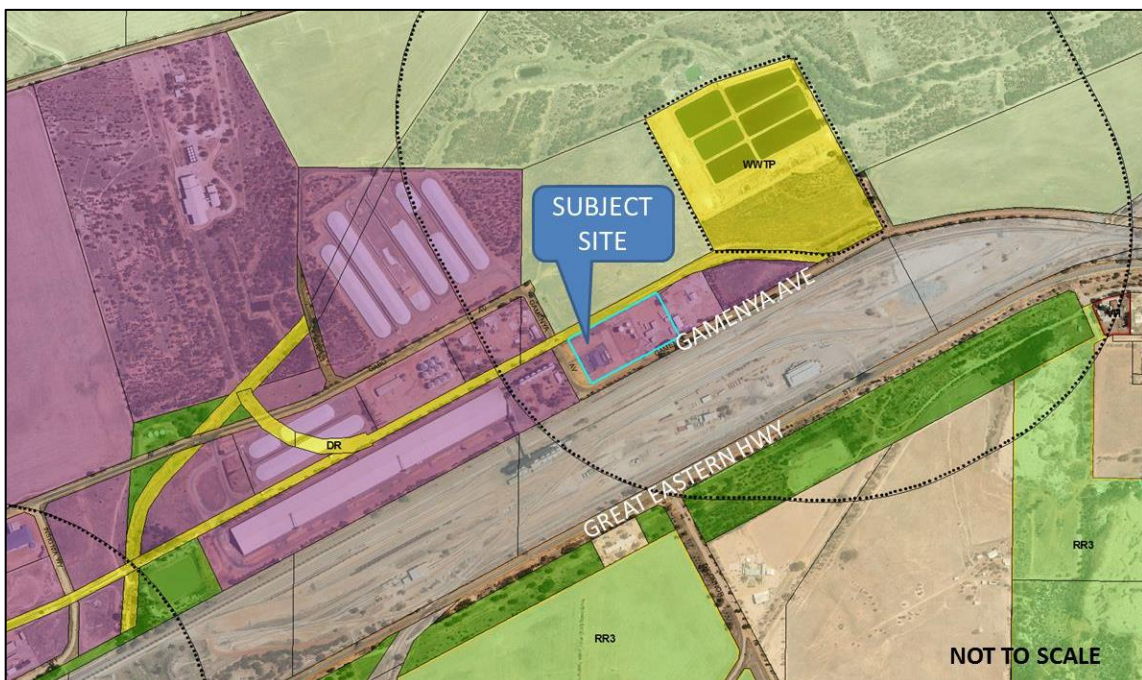 WWTP
SUBJECT
SITE
GAMENYA AVE
DR
GREAT EASTERN HWY
RR3
RR3
NOT TO SCALE